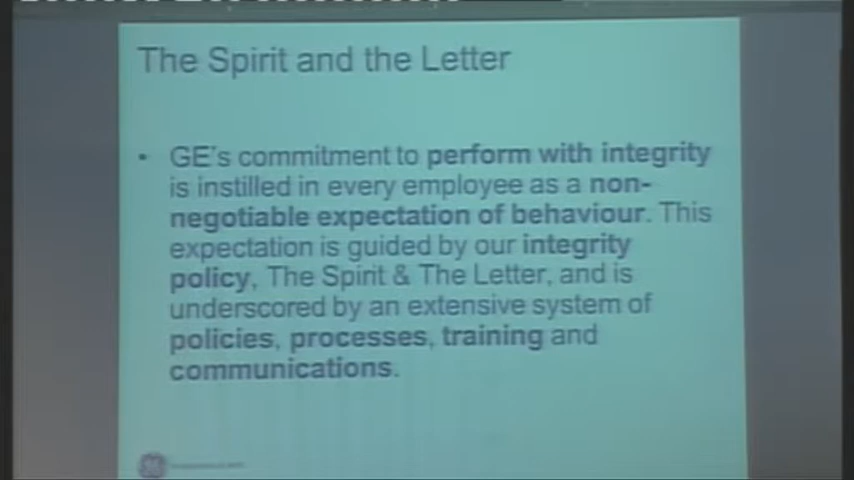 The Spirit and the Letter
• GE's commitment to perform with integrity
is instilled in every employee as a non-
negotiable expectation of behaviour. This
expectation is guided by our integrity
policy, The Spirit & The Letter, and is
underscored by an extensive system of
policies, processes, training and
communications.